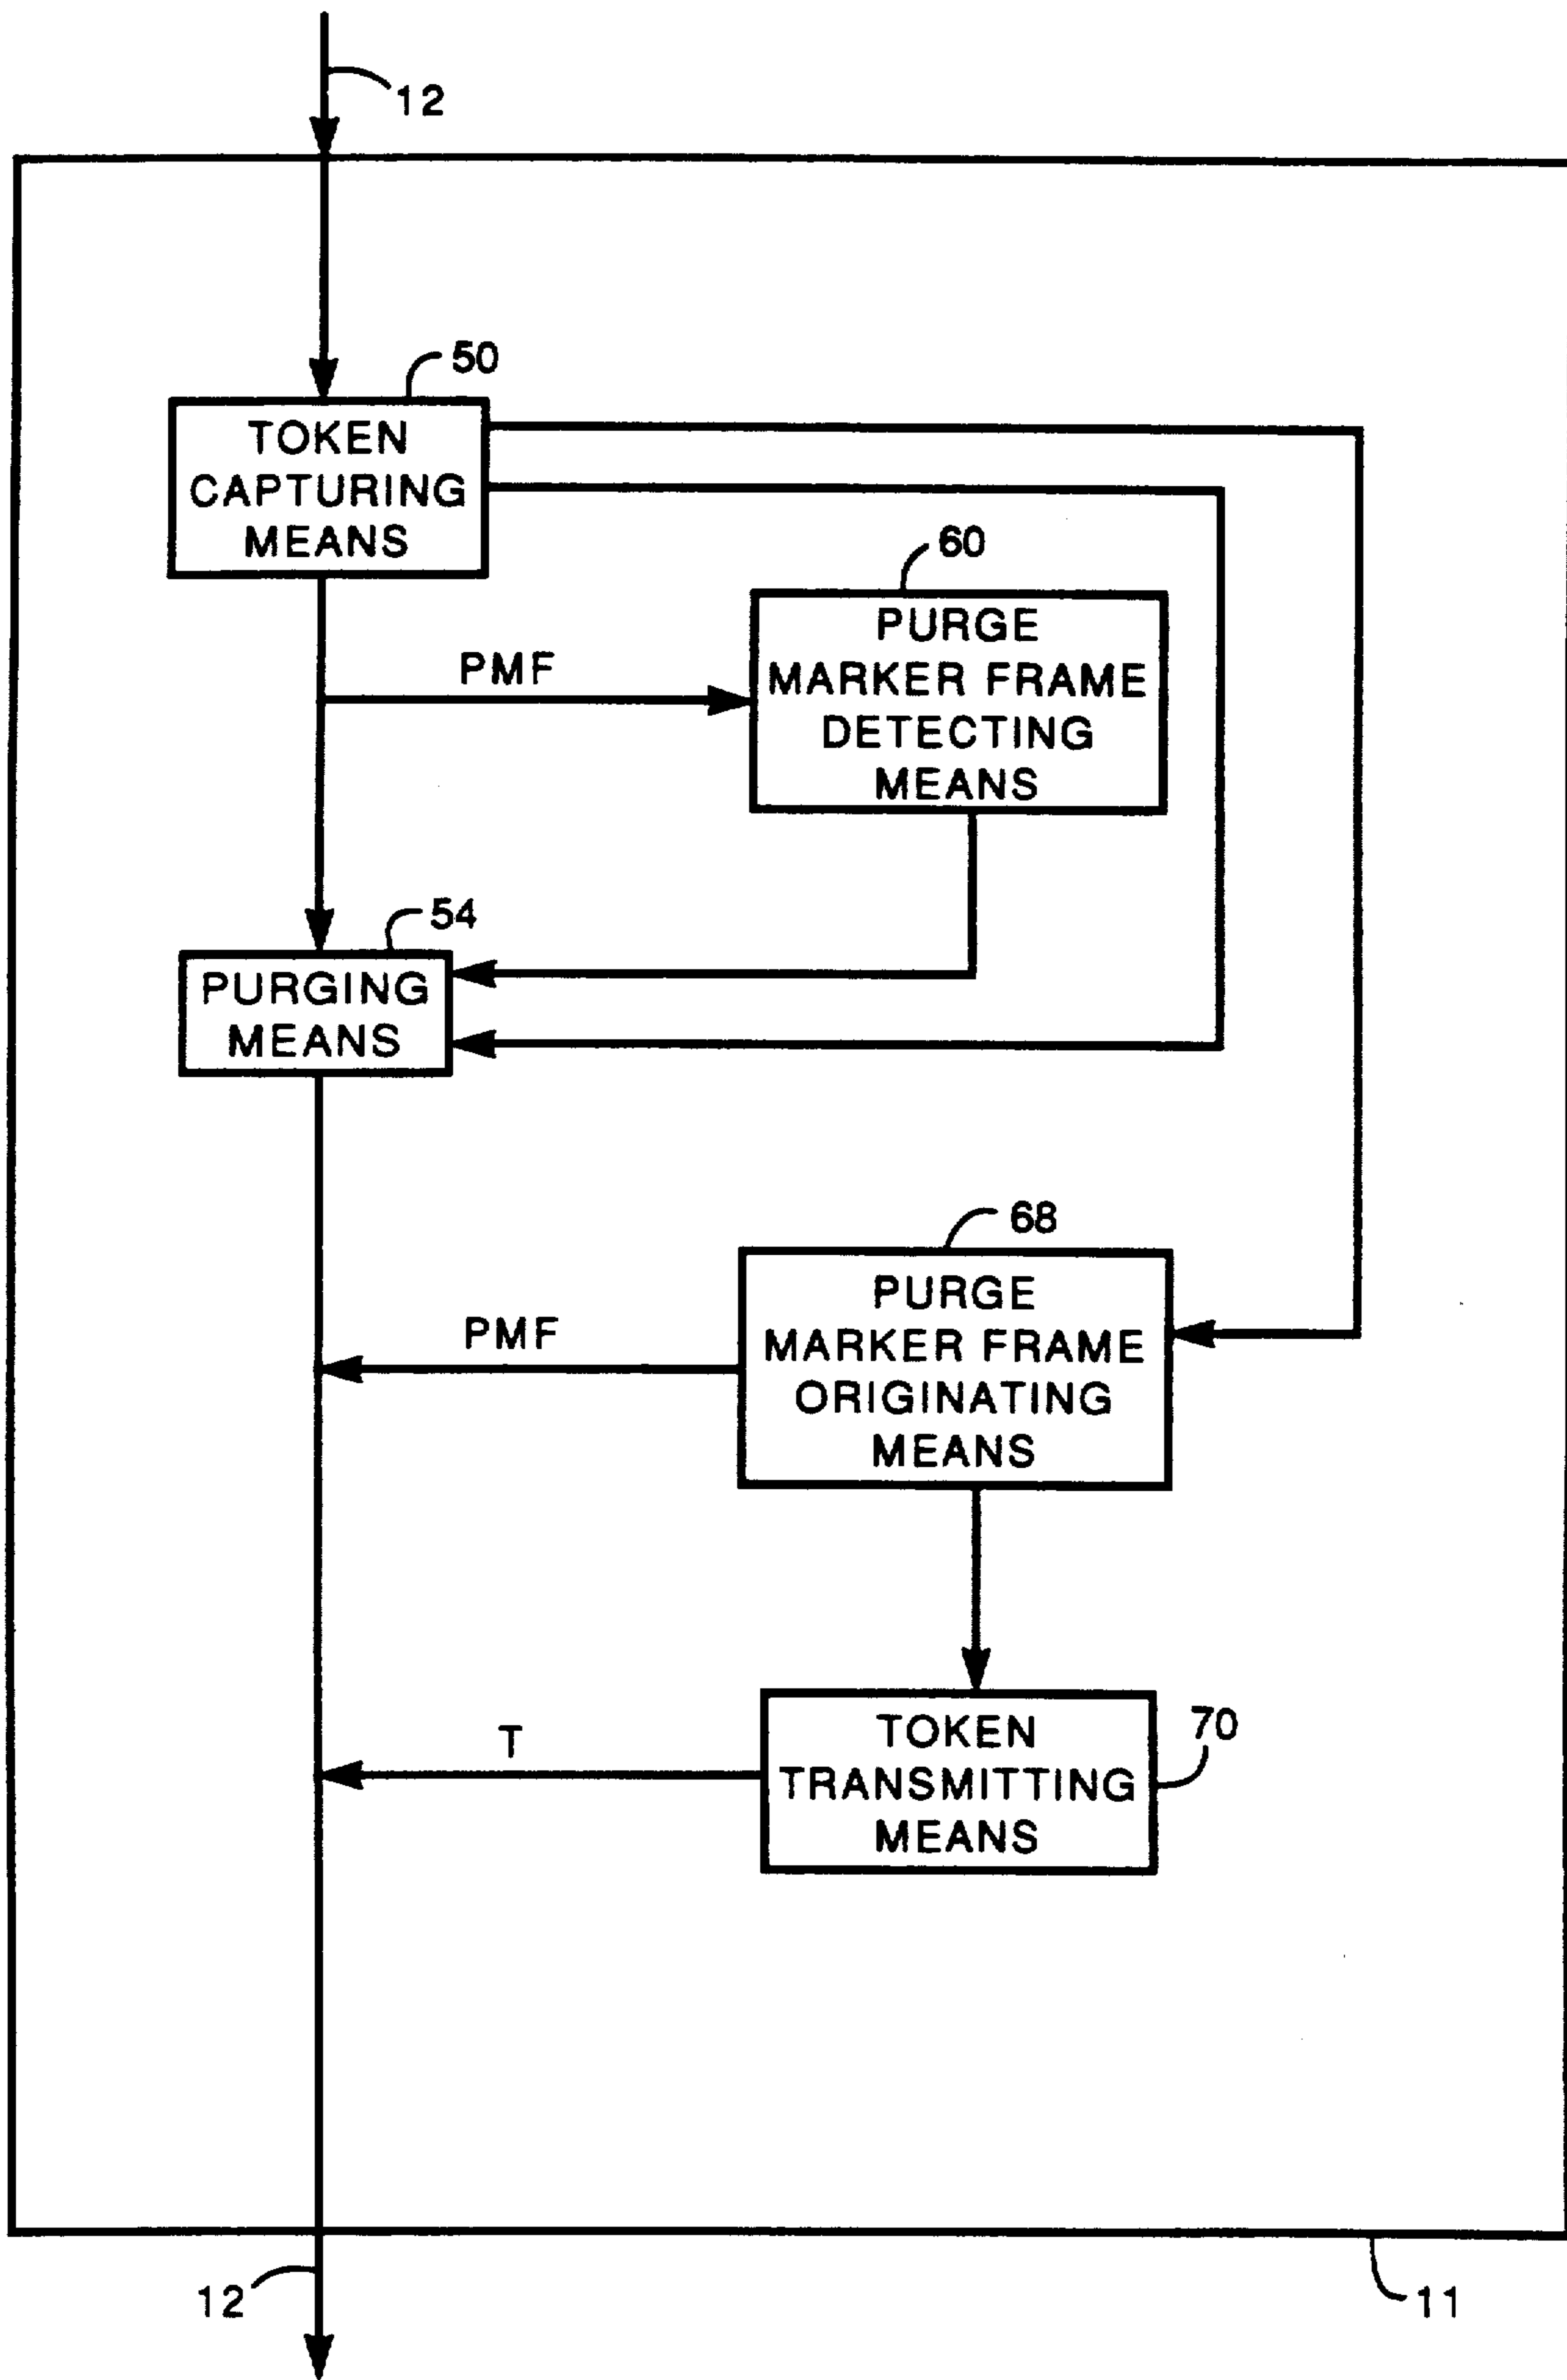 12
50
TOKEN
CAPTURING
MEANS
60
PURGE
MARKER FRAME
DETECTING
MEANS
PMF
54
PURGING
MEANS
68
PURGE
MARKER FRAME
ORIGINATING
MEANS
PMF
70
TOKEN
TRANSMITTING
MEANS
T
12
11